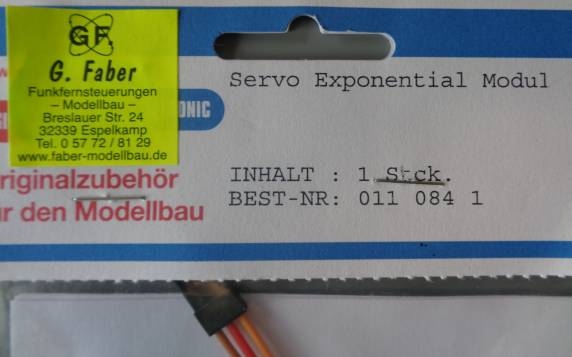 GF
G. Faber
Funkfernsteuerungen
– Modellbau –
Breslauer Str. 24
32339 Espelkamp
Tel. 0 57 72 / 81 29
www.faber-modellbau.de
Servo Exponential Modul
INHALT : 1 Stck.
BEST-NR: 011 084 1
ONIC
riginalzubehör
ür den Modellbau